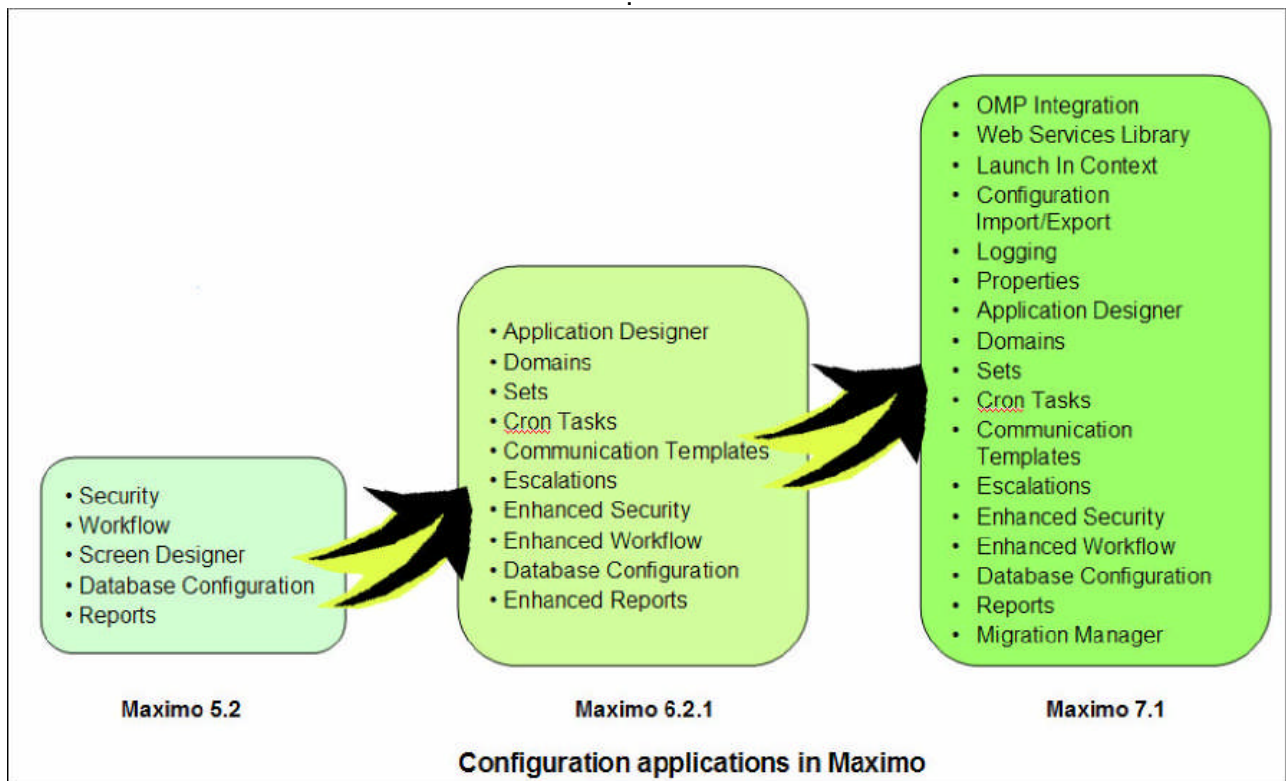 • Security
• Workflow
• Screen Designer
• Database Configuration
• Reports
Maximo 5.2
• Application Designer
• Domains
• Sets
• Cron Tasks
• Communication Templates
• Escalations
• Enhanced Security
• Enhanced Workflow
• Database Configuration
• Enhanced Reports
Maximo 6.2.1
• OMP Integration
• Web Services Library
• Launch In Context
• Configuration
Import/Export
• Logging
• Properties
• Application Designer
• Domains
• Sets
• Cron Tasks
• Communication
Templates
• Escalations
• Enhanced Security
• Enhanced Workflow
• Database Configuration
• Reports
• Migration Manager
Maximo 7.1
Configuration applications in Maximo